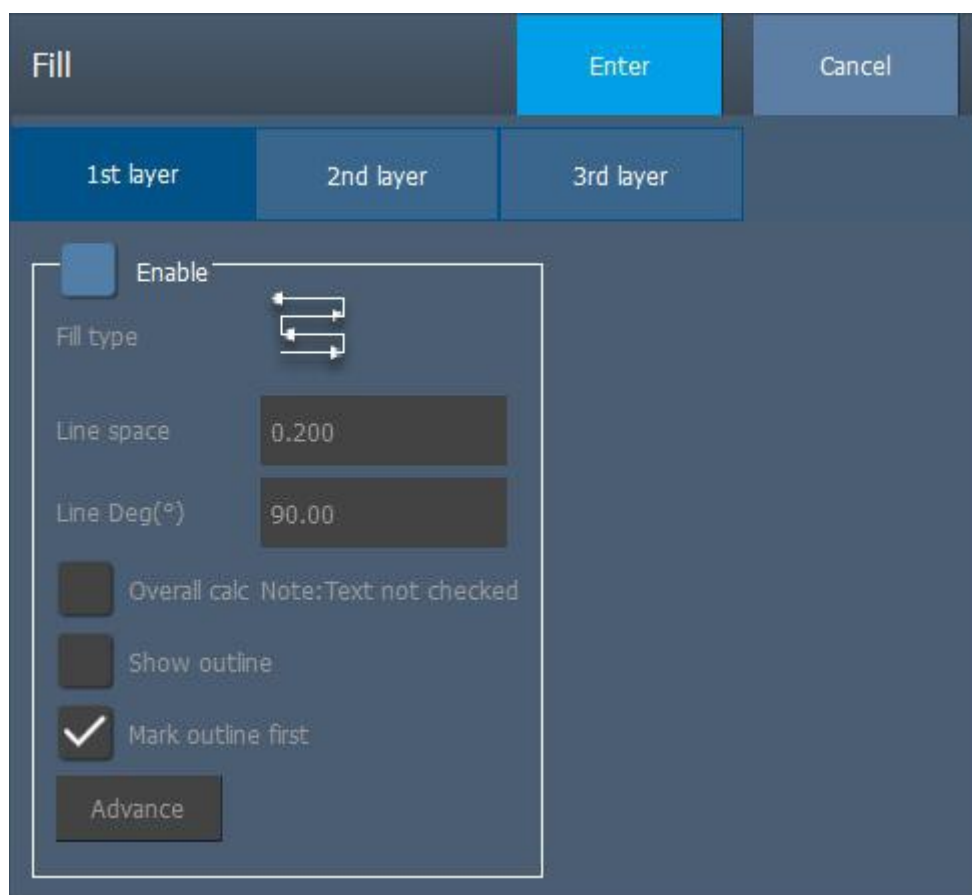 Fill Enter Cancel
1st layer 2nd layer 3rd layer
Enable
Fill type
Line space 0.200
Line Deg(°) 90.00
Overall calc Note:Text not checked
Show outline
Mark outline first
Advance